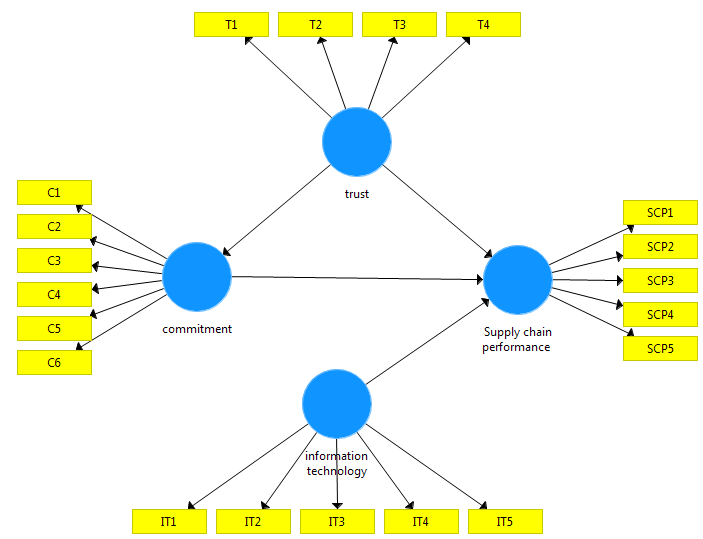 T1
T2
T3
T4
trust
C1
C2
C3
C4
C5
C6
commitment
SCP1
SCP2
SCP3
SCP4
SCP5
Supply chain
performance
information
technology
IT1
IT2
IT3
IT4
IT5